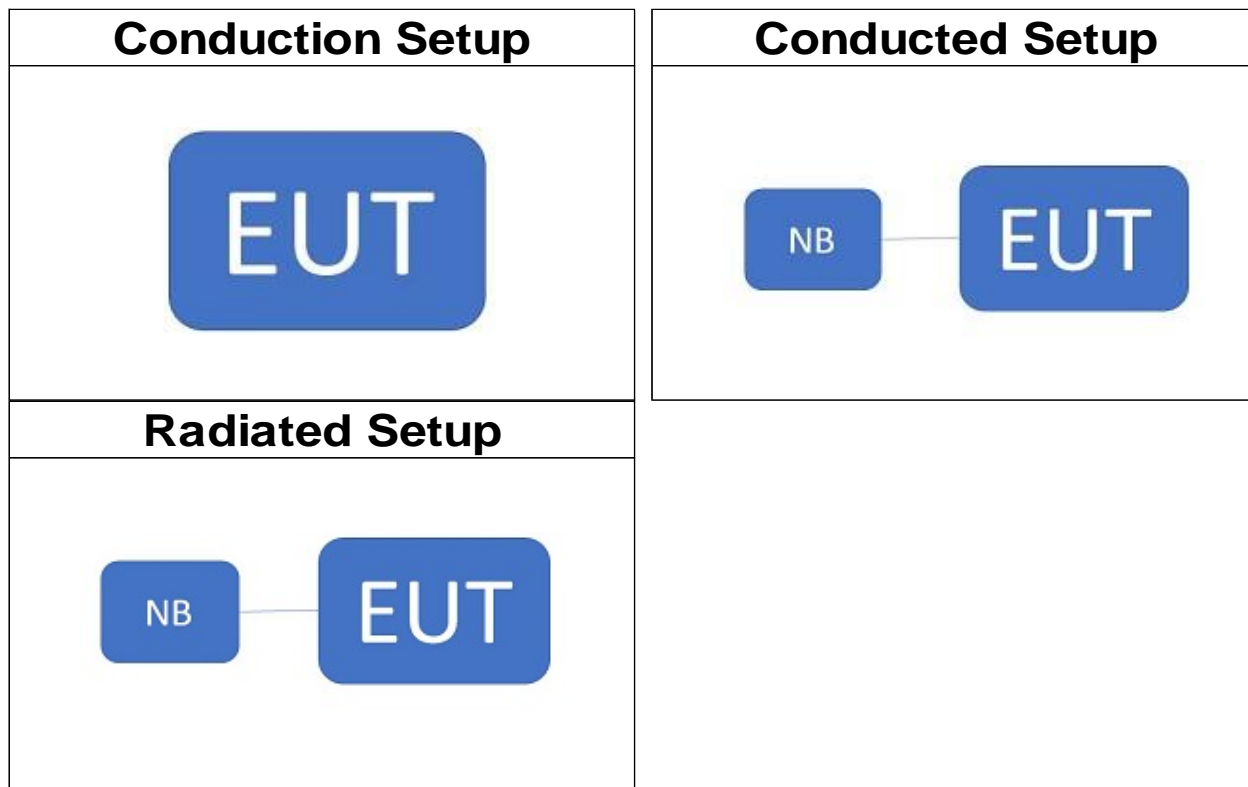 Conduction Setup
EUT
Conducted Setup
NB
EUT
Radiated Setup
NB
EUT